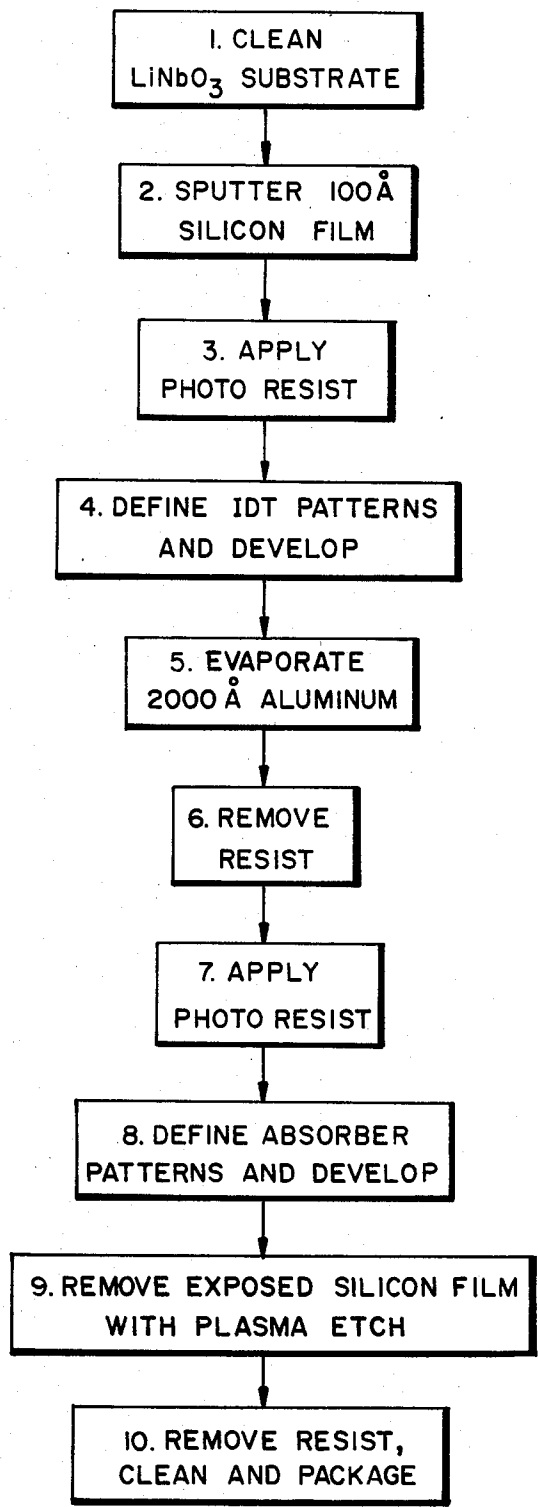 1. CLEAN
LiNbO3 SUBSTRATE
2. SPUTTER 100Å
SILICON FILM
3. APPLY
PHOTO RESIST
4. DEFINE IDT PATTERNS
AND DEVELOP
5. EVAPORATE
2000Å ALUMINUM
6. REMOVE
RESIST
7. APPLY
PHOTO RESIST
8. DEFINE ABSORBER
PATTERNS AND DEVELOP
9. REMOVE EXPOSED SILICON FILM
WITH PLASMA ETCH
10. REMOVE RESIST,
CLEAN AND PACKAGE